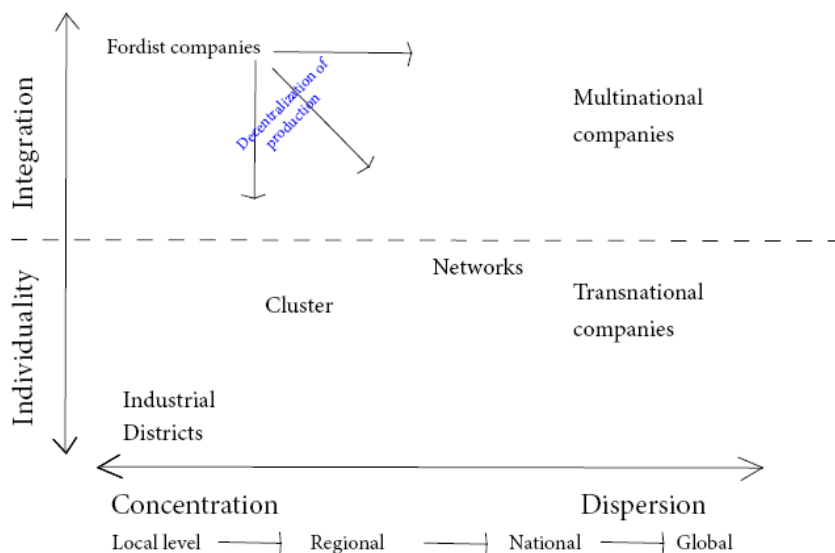 Fordist companies
Decentralization of
production
Multinational
companies
Integration
Networks
Transnational
companies
Cluster
Individuality
Industrial
Districts
Concentration
Dispersion
Local level
Regional
National
Global